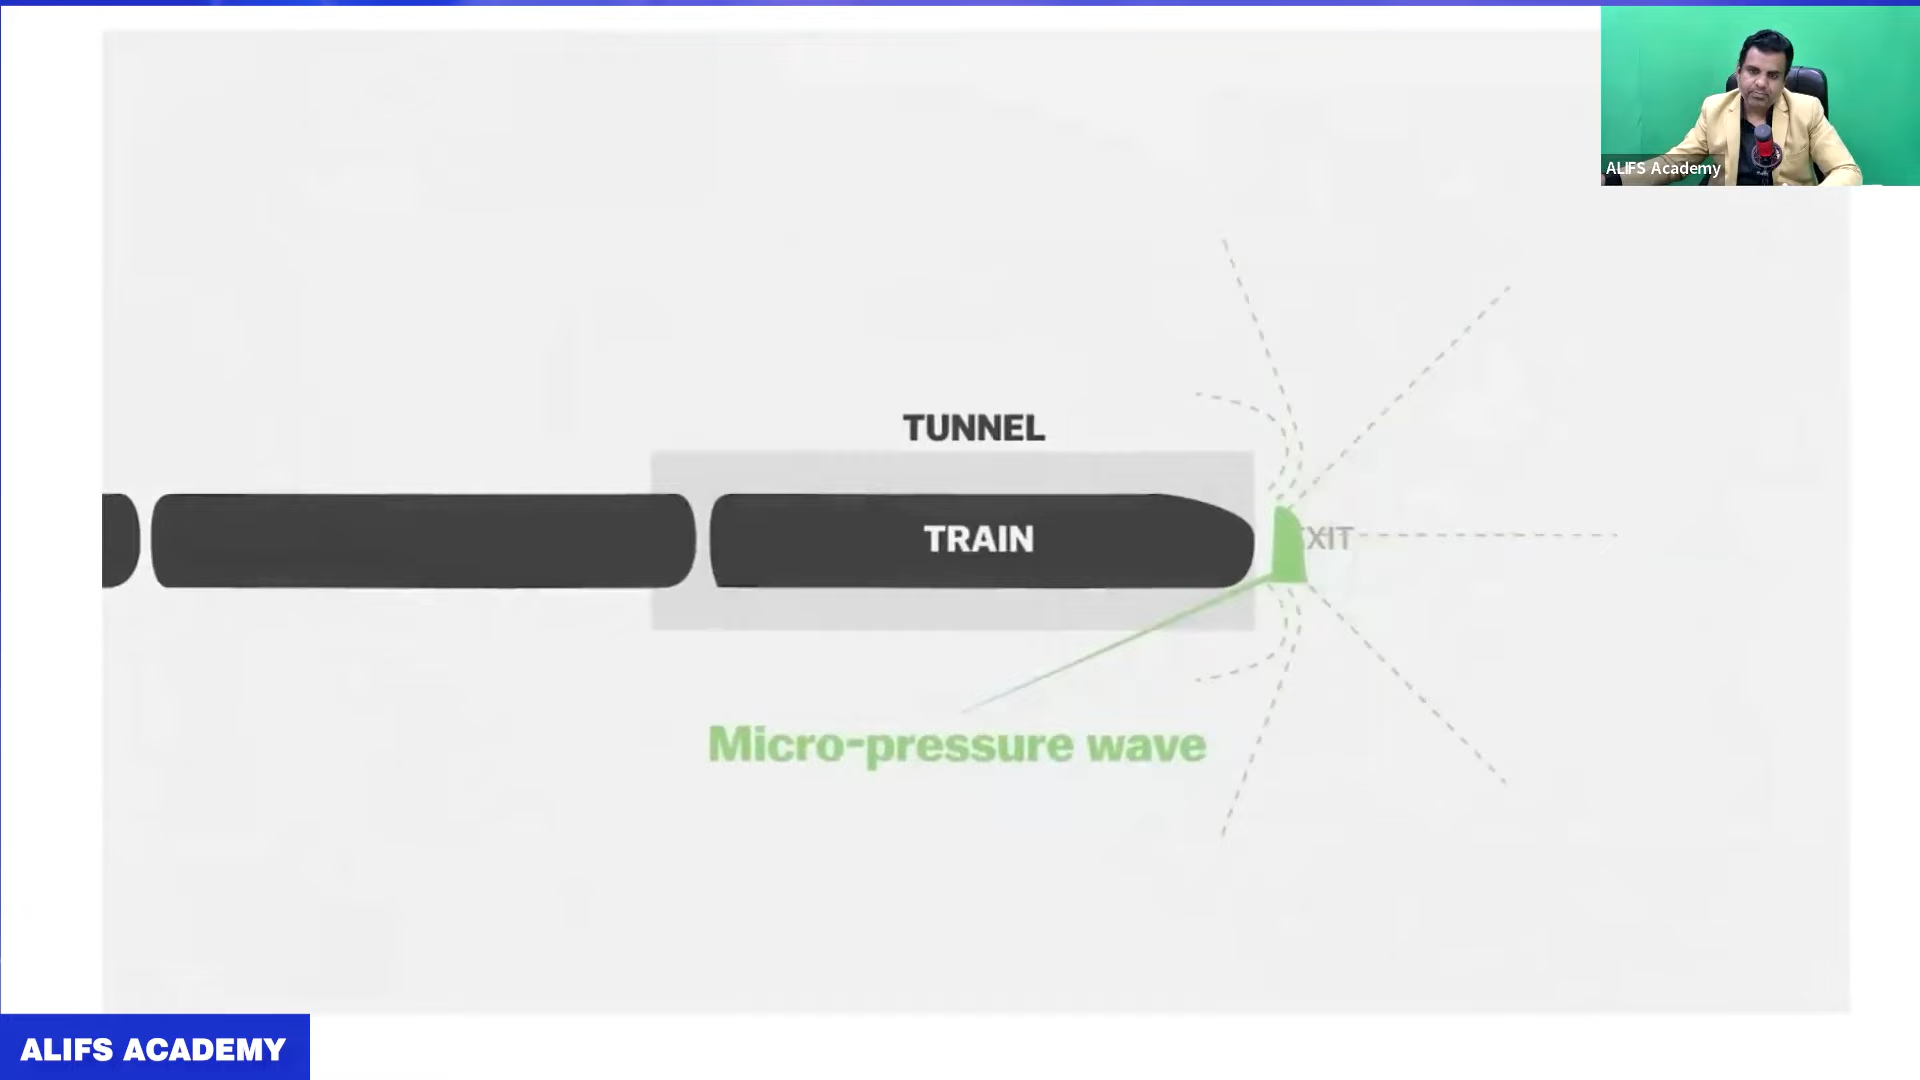 ALIFS Academy
TUNNEL
TRAIN
XIT
Micro-pressure wave
ALIFS ACADEMY